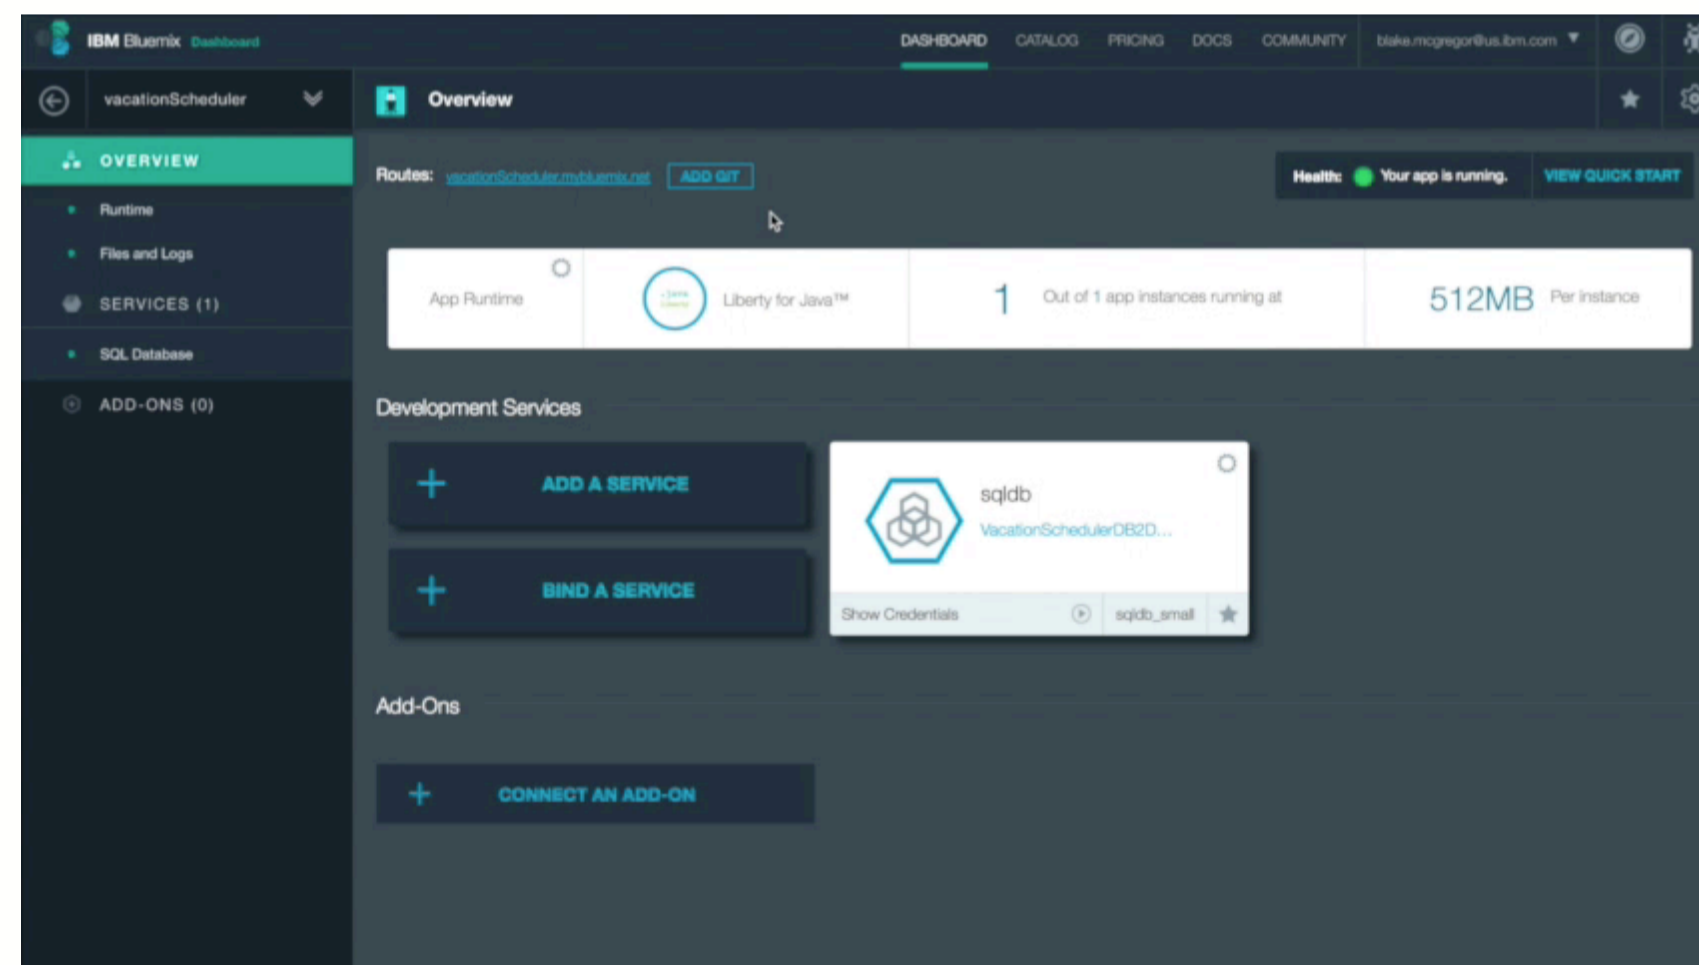 IBM Bluemix Dashboard
DASHBOARD CATALOG PRICING DOCS COMMUNITY blake.mcgregor@us.ibm.com
vacationScheduler
Overview
OVERVIEW
Runtime
Files and Logs
SERVICES (1)
SQL Database
ADD-ONS (0)
Routes: vacationScheduler.mybluemix.net ADD GIT
Health: Your app is running. VIEW QUICK START
App Runtime
Liberty for Java™
1 Out of 1 app instances running at
512MB Per instance
Development Services
+ ADD A SERVICE
+ BIND A SERVICE
sqldb
VacationSchedulerDB2D...
Show Credentials
sqldb_small
Add-Ons
+ CONNECT AN ADD-ON